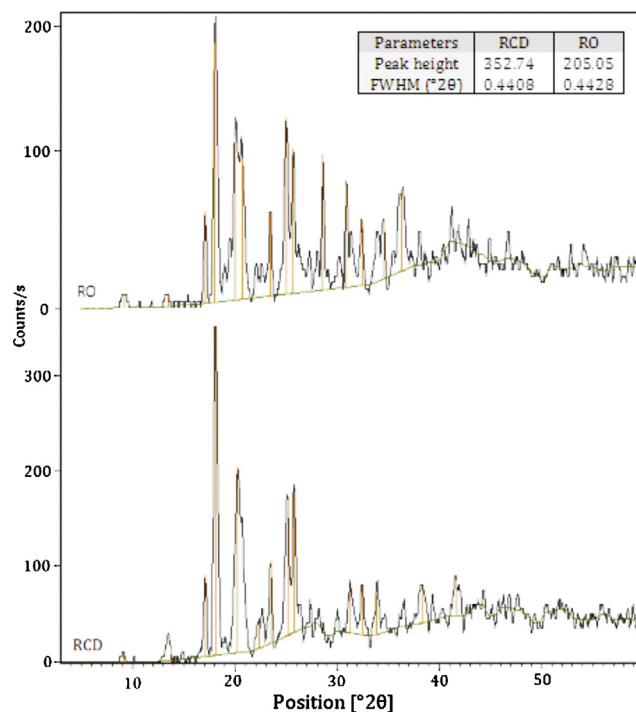 200
Parameters RCD RO
Peak height 352.74 205.05
FWHM (°2θ) 0.4408 0.4428
100
RO
0
Counts/s
300
200
100
RCD
0
10 20 30 40 50
Position [°2θ]